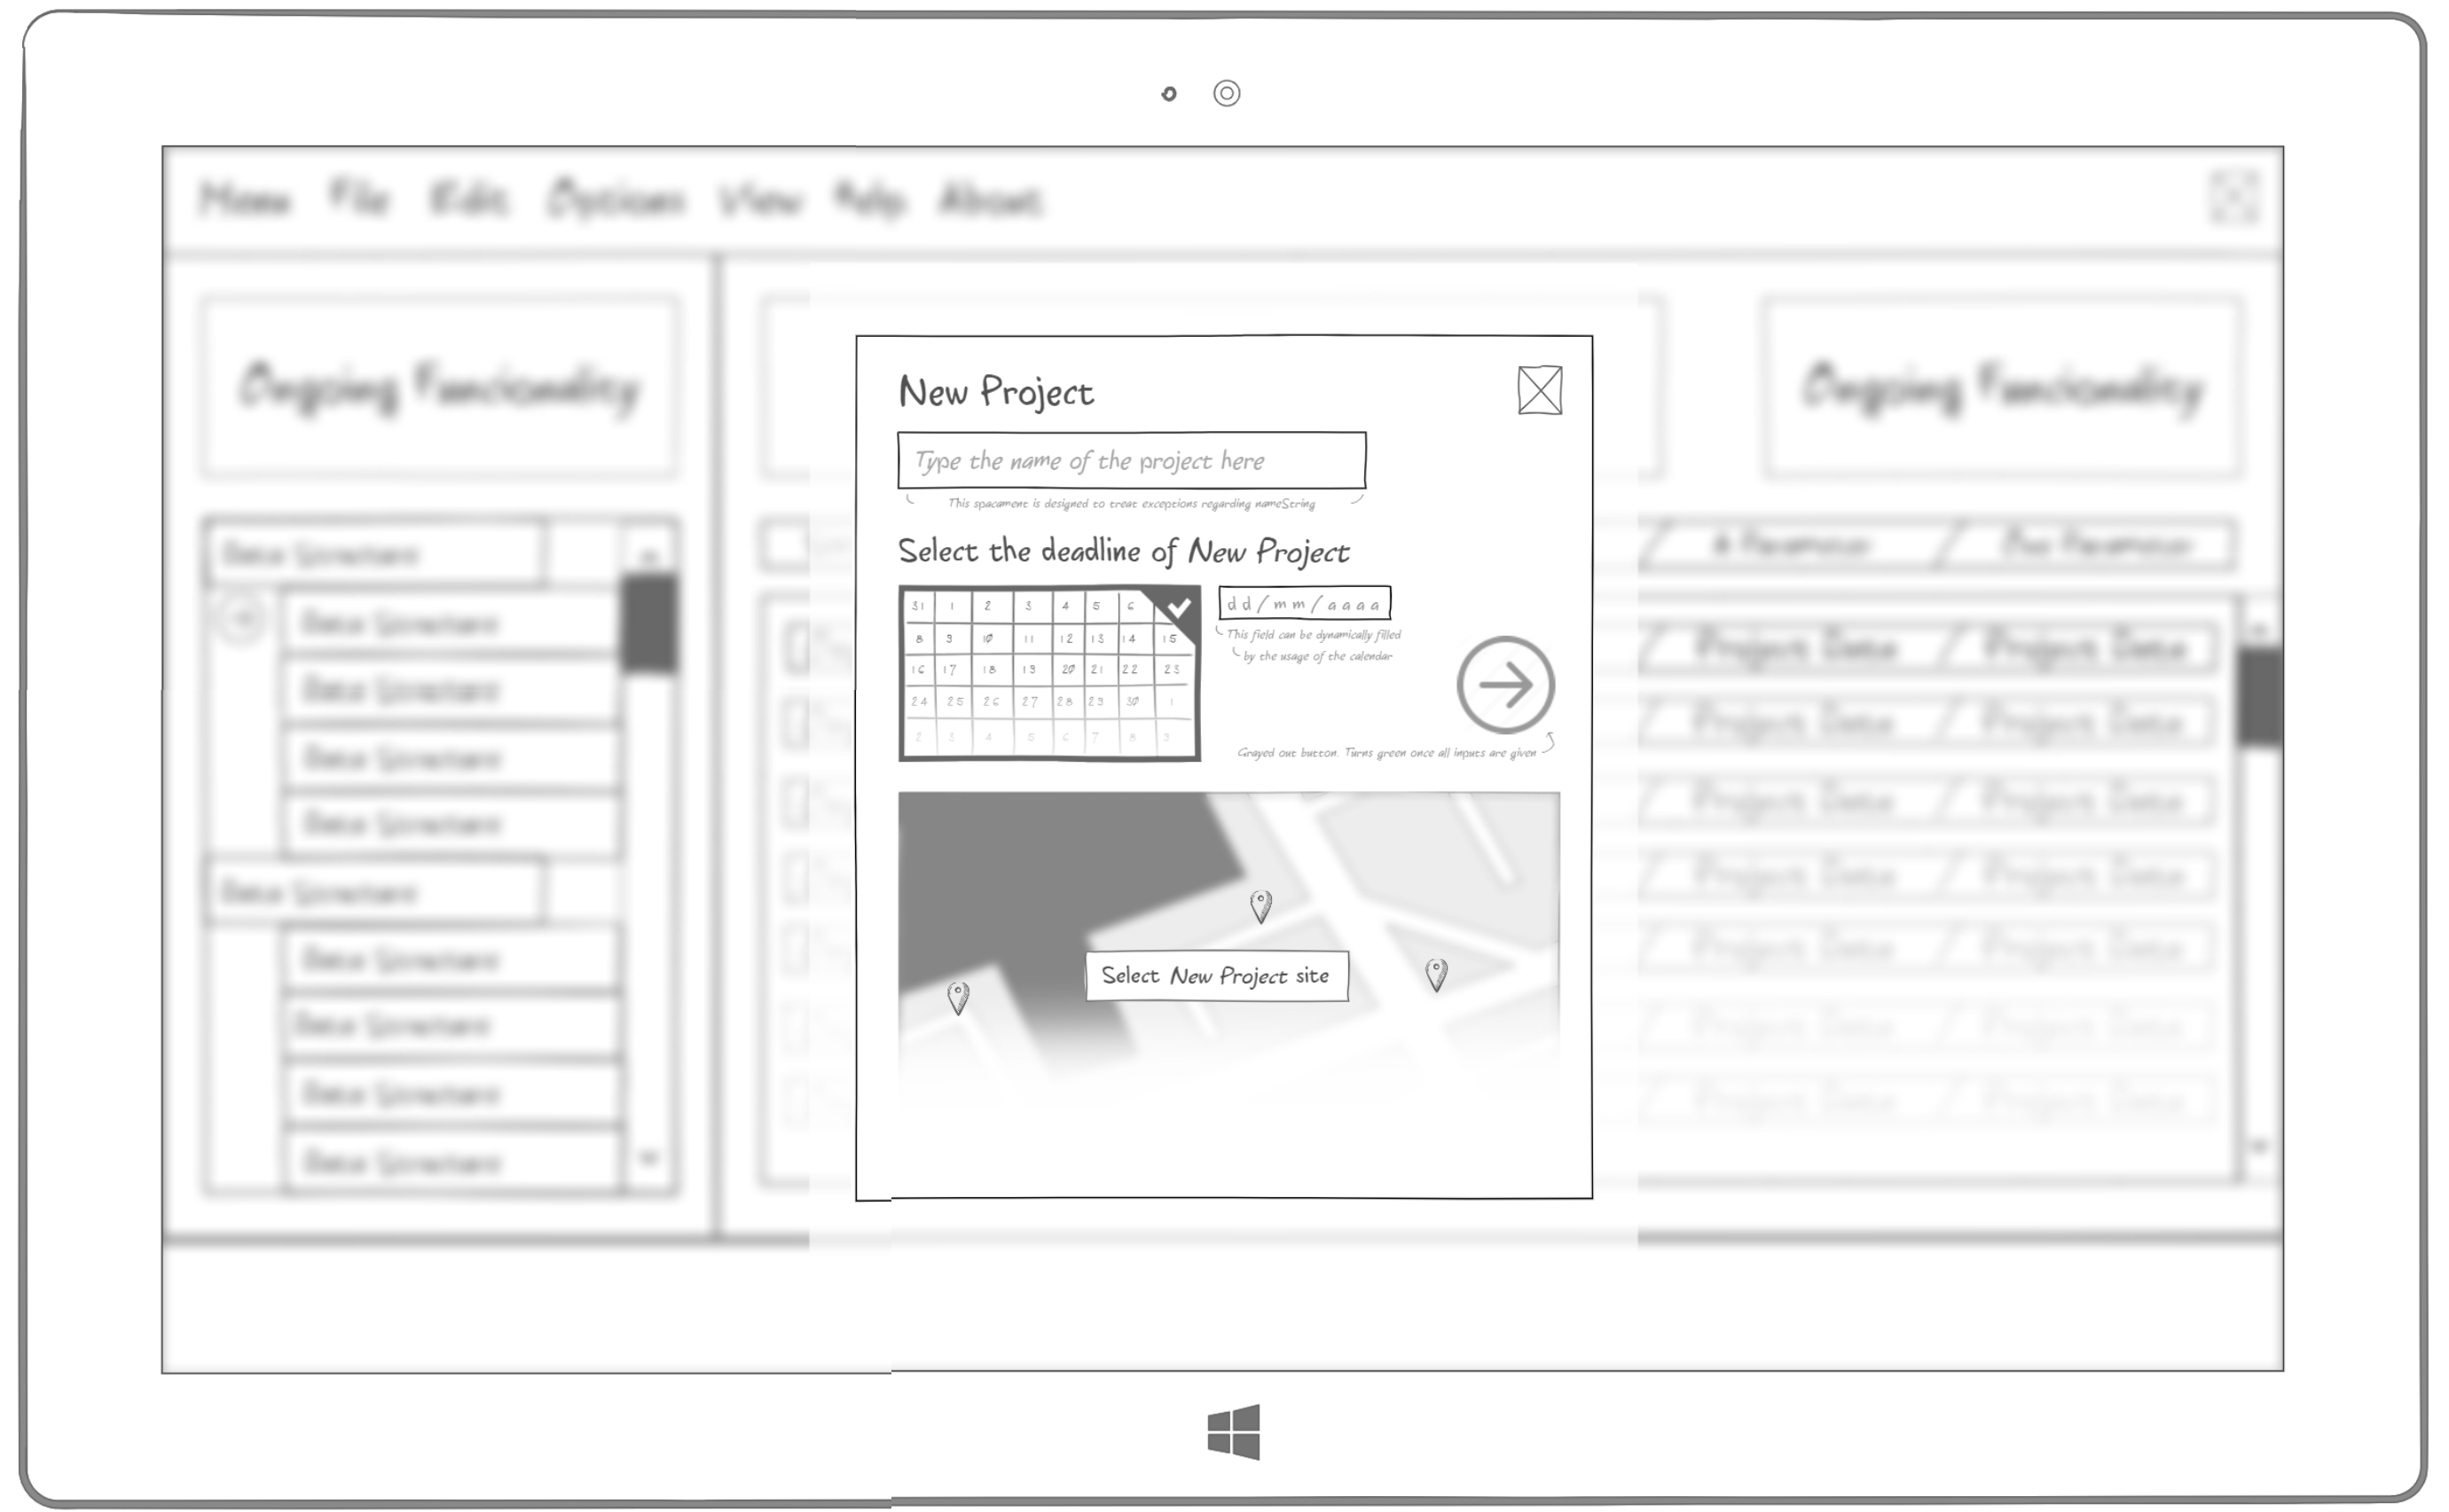 Menu File Edit Options View Help About
Ongoing Funcionality
Ongoing Funcionality
Data Structure
Data Structure
Data Structure
Data Structure
Data Structure
Data Structure
Data Structure
Data Structure
Data Structure
Data Structure
New Project
Type the name of the project here
This spacament is designed to treat exceptions regarding nameString
Select the deadline of New Project
31 1 2 3 4 5 6
8 9 10 11 12 13 14 15
16 17 18 19 20 21 22 23
24 25 26 27 28 29 30 1
2 3 4 5 6 7 8 9
dd/mm/aaaa
This field can be dynamically filled
by the usage of the calendar
Grayed out button. Turns green once all inputs are given
Select New Project site
Parameter Parameter
Project Data Project Data
Project Data Project Data
Project Data Project Data
Project Data Project Data
Project Data Project Data
Project Data Project Data
Project Data Project Data